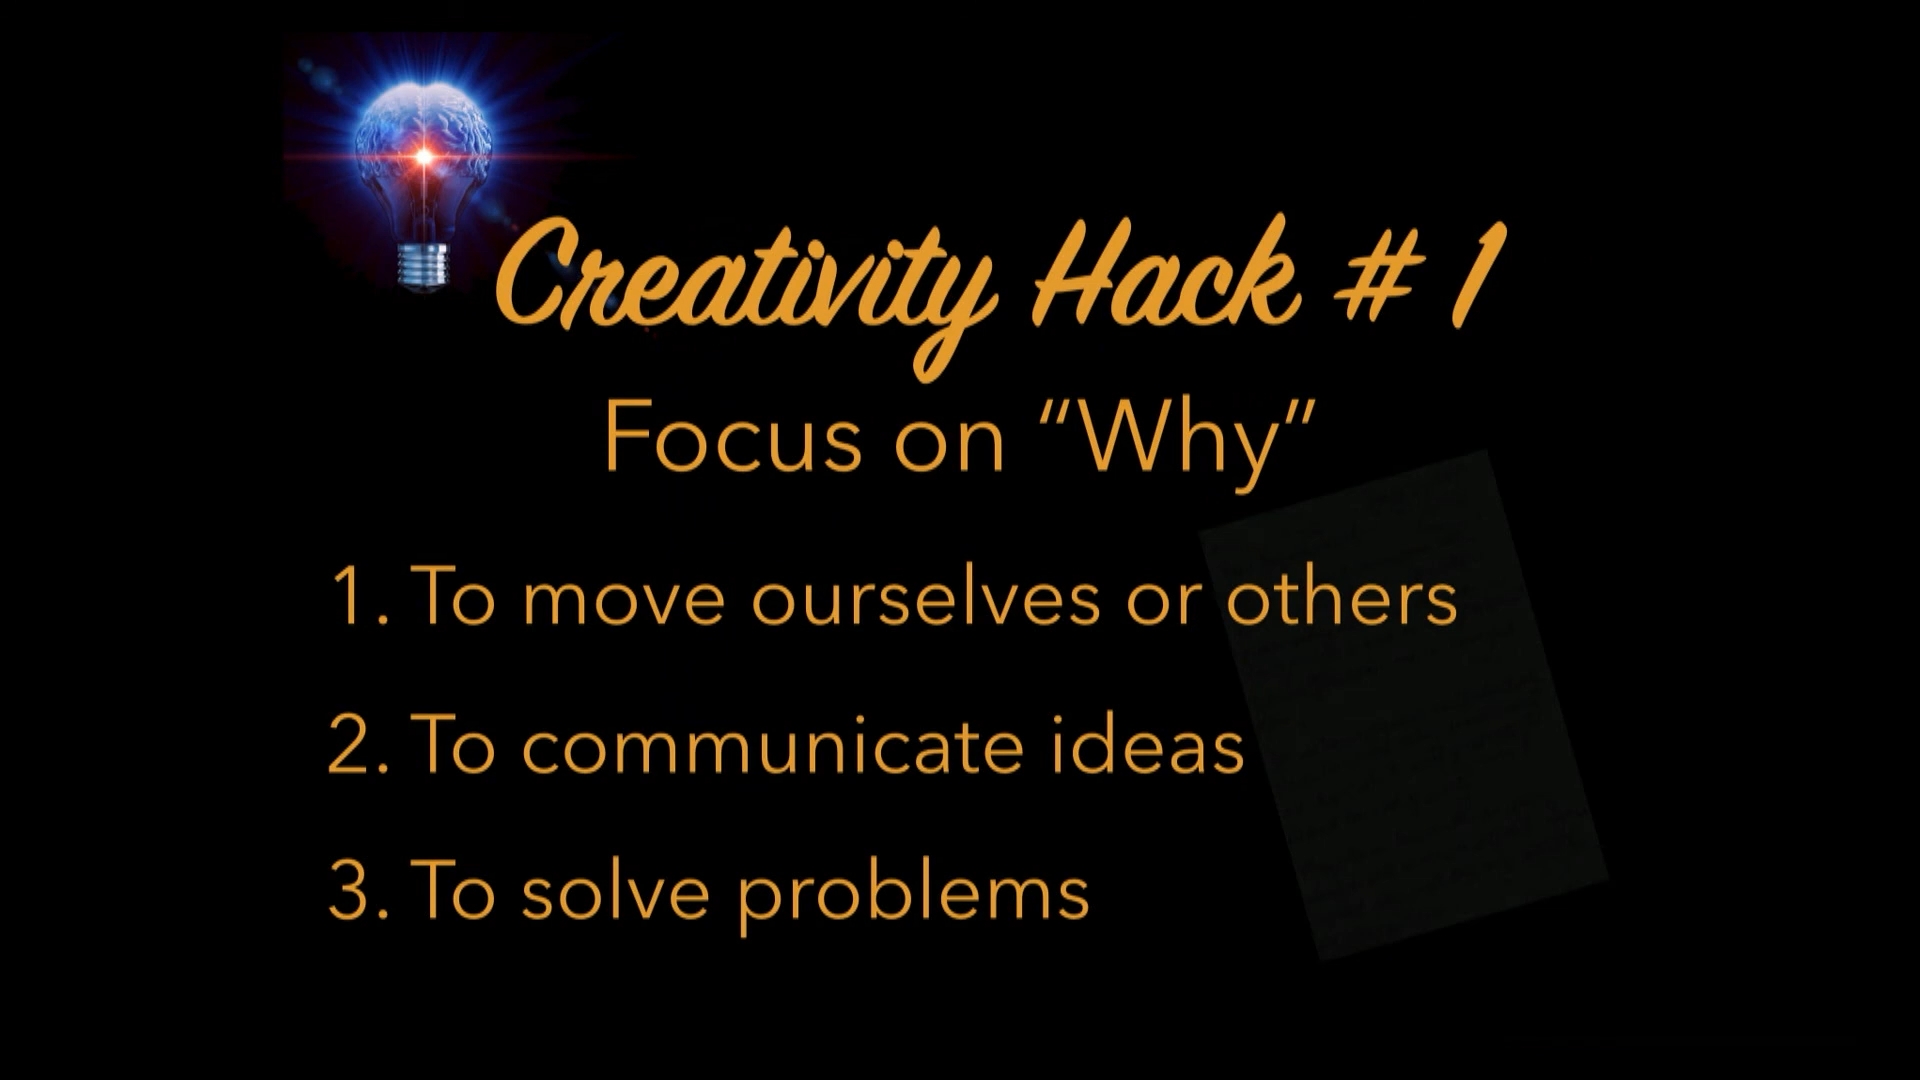 Creativity Hack # 1
Focus on “Why”
1. To move ourselves or others
2. To communicate ideas
3. To solve problems